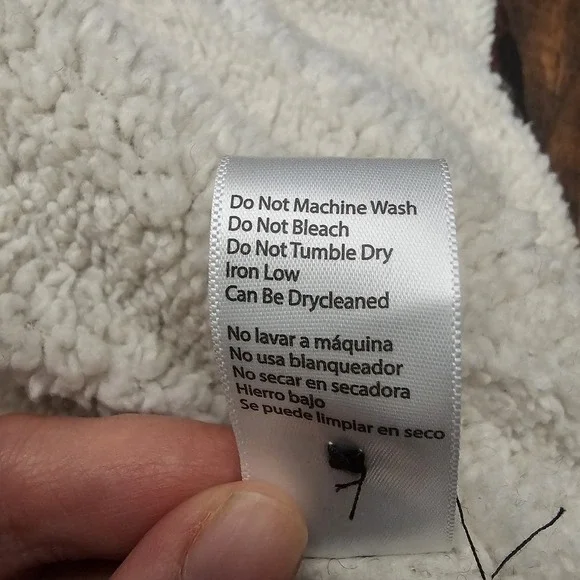 Do Not Machine Wash
Do Not Bleach
Do Not Tumble Dry
Iron Low
Can Be Drycleaned
No lavar a máquina
No usa blanqueador
No secar en secadora
Hierro bajo
Se puede limpiar en seco